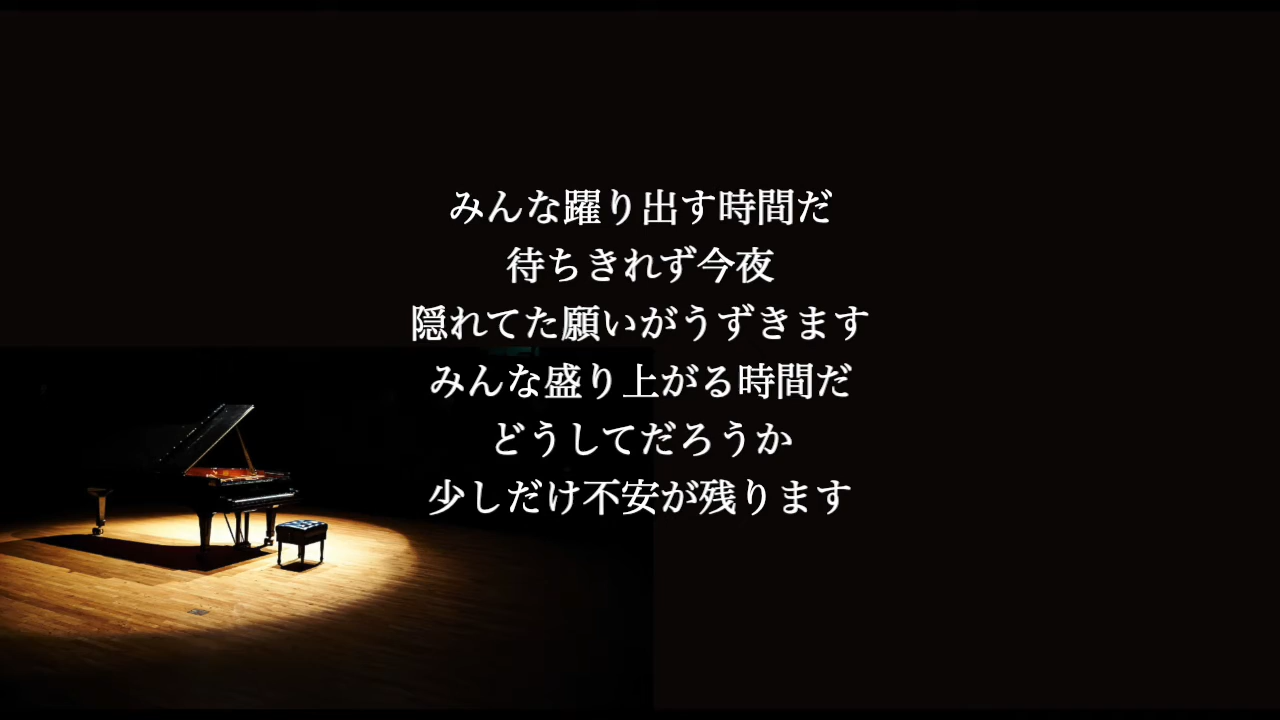 みんな躍り出す時間だ
待ちきれず今夜
隠れてた願いがうずきます
みんな盛り上がる時間だ
どうしてだろうか
少しだけ不安が残ります